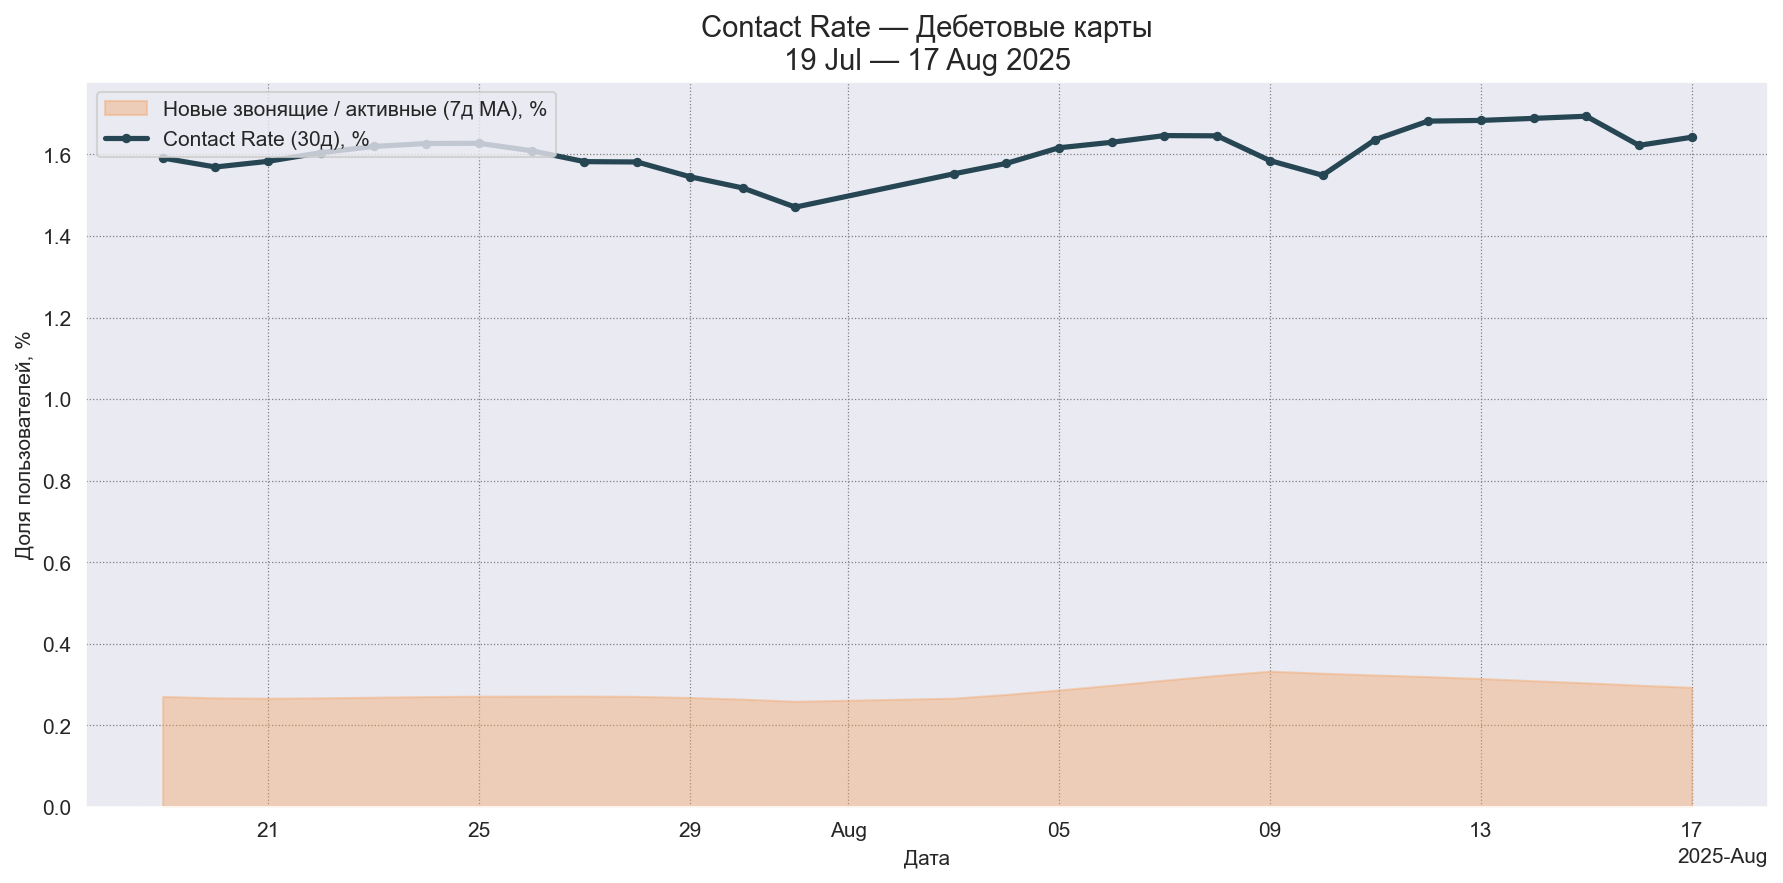 Contact Rate — Дебетовые карты
19 Jul — 17 Aug 2025
Новые звонящие / активные (7д MA), %
Contact Rate (30д), %
Доля пользователей, %
1.6
1.4
1.2
1.0
0.8
0.6
0.4
0.2
0.0
21 25 29 Aug 05 09 13 17
2025-Aug
Дата